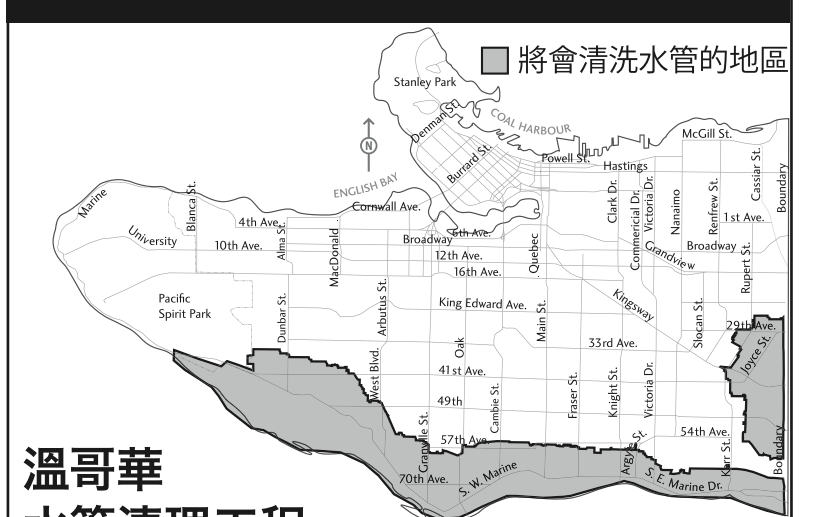 將會清洗水管的地區
Stanley Park
COAL HARBOUR
Denman St.
McGill St.
N
Burrard St.
Powell St.
Hastings
ENGLISH BAY
Marine
Blanca St.
Cornwall Ave.
Clark Dr.
Commericial Dr.
Victoria Dr.
Nanaimo
Renfrew St.
Cassiar St.
Boundary
4th Ave.
Alma St.
1st Ave.
University
10th Ave.
MacDonald
6th Ave.
Broadway
Quebec
Grandview
Broadway
Rupert St.
12th Ave.
16th Ave.
Pacific
Spirit Park
Dunbar St.
Arbutus St.
King Edward Ave.
Main St.
Kingsway
Slocan St.
29th Ave.
Oak
33rd Ave.
Joyce St.
West Blvd.
41st Ave.
Cambie St.
Fraser St.
Knight St.
Victoria Dr.
49th
Granville St.
57th Ave.
54th Ave.
Argyle St.
Karr St.
Boundary
70th Ave.
S. W. Marine
S. E. Marine Dr.
溫哥華